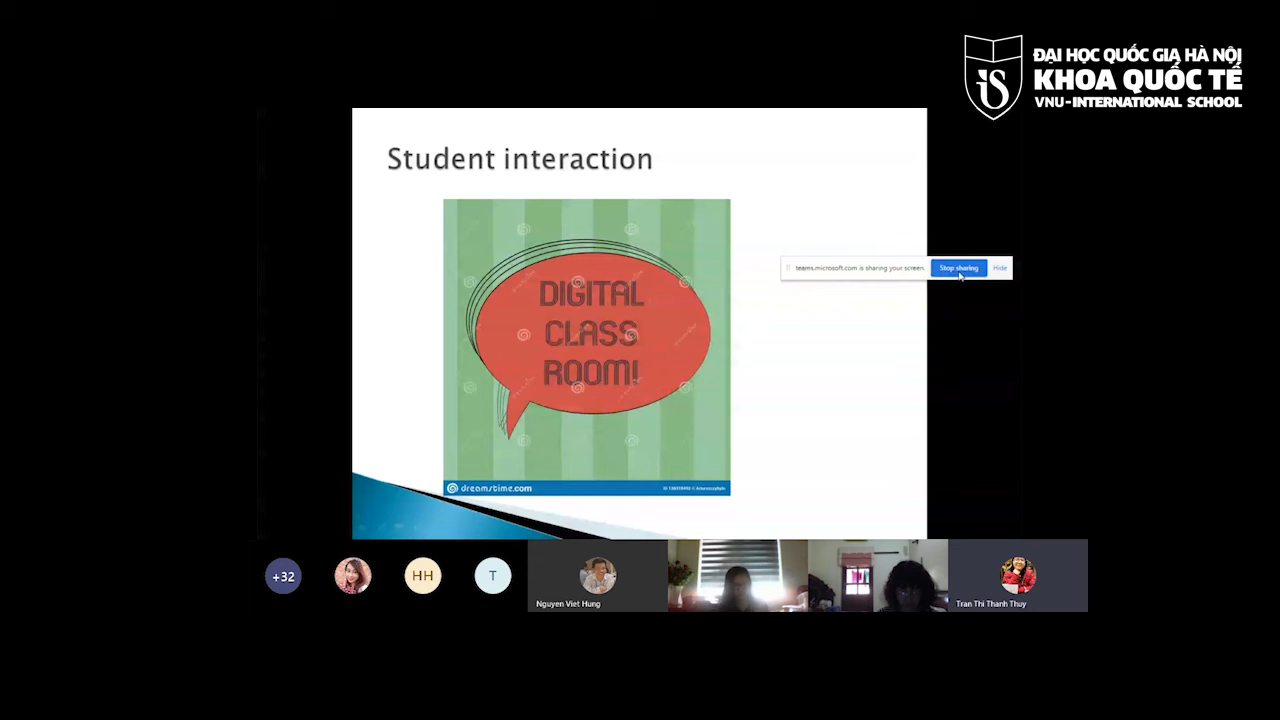 ĐẠI HỌC QUỐC GIA HÀ NỘI
KHOA QUỐC TẾ
VNU-INTERNATIONAL SCHOOL
iS
Student interaction
DIGITAL
CLASS
ROOM!
teams.microsoft.com is sharing your screen.
Stop sharing
Hide
dreamstime.com
+32
HH
T
Nguyen Viet Hung
Tran Thi Thanh Thuy